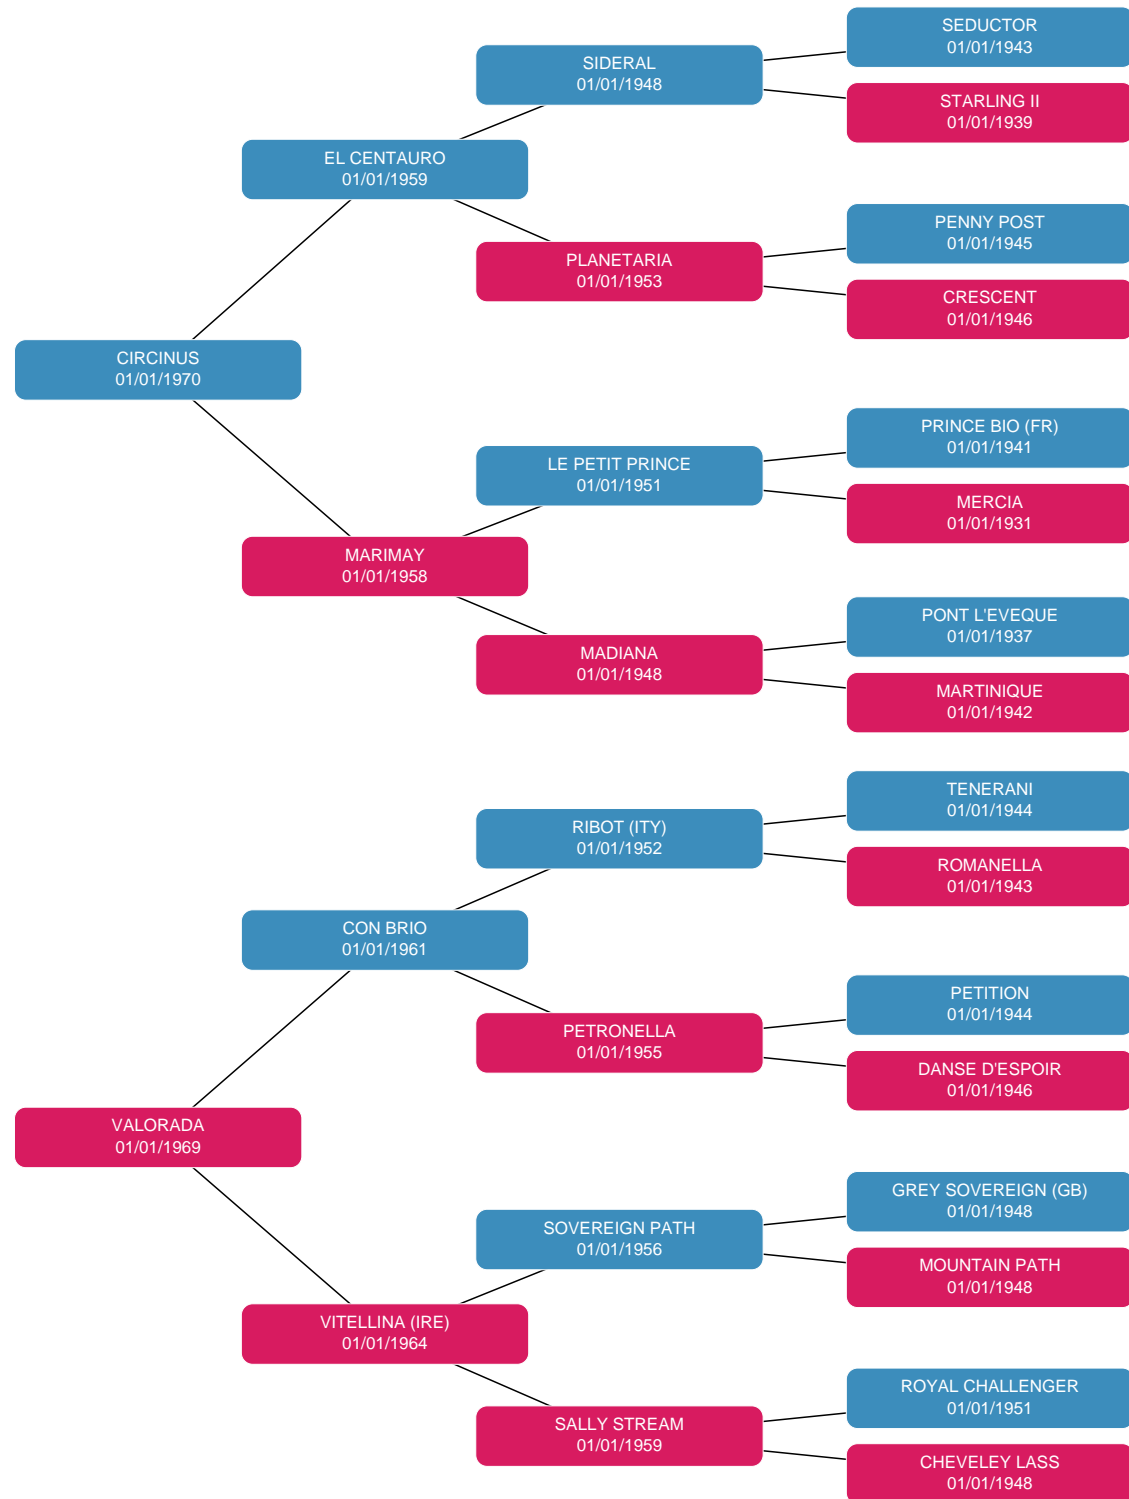 SEDUCTOR
01/01/1943
SIDERAL
01/01/1948
STARLING II
01/01/1939
EL CENTAURO
01/01/1959
PENNY POST
01/01/1945
PLANETARIA
01/01/1953
CRESCENT
01/01/1946
CIRCINUS
01/01/1970
PRINCE BIO (FR)
01/01/1941
LE PETIT PRINCE
01/01/1951
MERCIA
01/01/1931
MARIMAY
01/01/1958
PONT L'EVEQUE
01/01/1937
MADIANA
01/01/1948
MARTINIQUE
01/01/1942
TENERANI
01/01/1944
RIBOT (ITY)
01/01/1952
ROMANELLA
01/01/1943
CON BRIO
01/01/1961
PETITION
01/01/1944
PETRONELLA
01/01/1955
DANSE D'ESPOIR
01/01/1946
VALORADA
01/01/1969
GREY SOVEREIGN (GB)
01/01/1948
SOVEREIGN PATH
01/01/1956
MOUNTAIN PATH
01/01/1948
VITELLINA (IRE)
01/01/1964
ROYAL CHALLENGER
01/01/1951
SALLY STREAM
01/01/1959
CHEVELEY LASS
01/01/1948